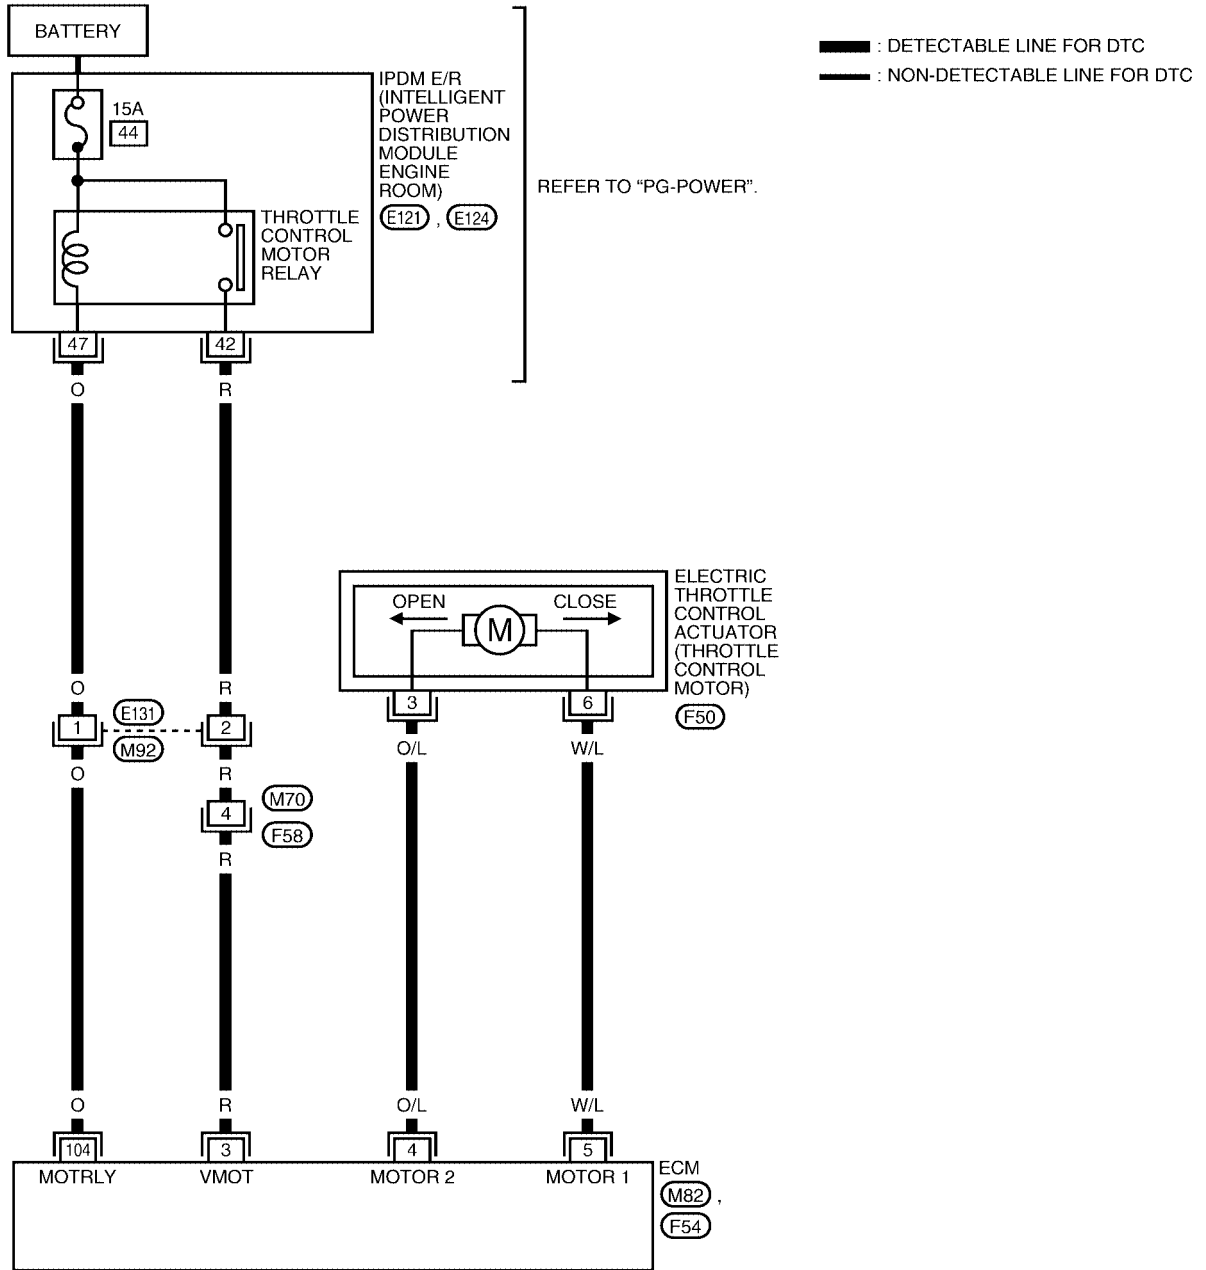 BATTERY
: DETECTABLE LINE FOR DTC
: NON-DETECTABLE LINE FOR DTC
15A
44
IPDM E/R
(INTELLIGENT
POWER
DISTRIBUTION
MODULE
ENGINE
ROOM)
E121 , E124
REFER TO “PG-POWER”.
THROTTLE
CONTROL
MOTOR
RELAY
47 42
O R
OPEN CLOSE
M
ELECTRIC
THROTTLE
CONTROL
ACTUATOR
(THROTTLE
CONTROL
MOTOR)
F50
3 6
O/L W/L
O R
1 E131 2
M92
O R
4 M70
F58
R
O R O/L W/L
104 3 4 5
MOTRLY VMOT MOTOR 2 MOTOR 1
ECM
M82 ,
F54